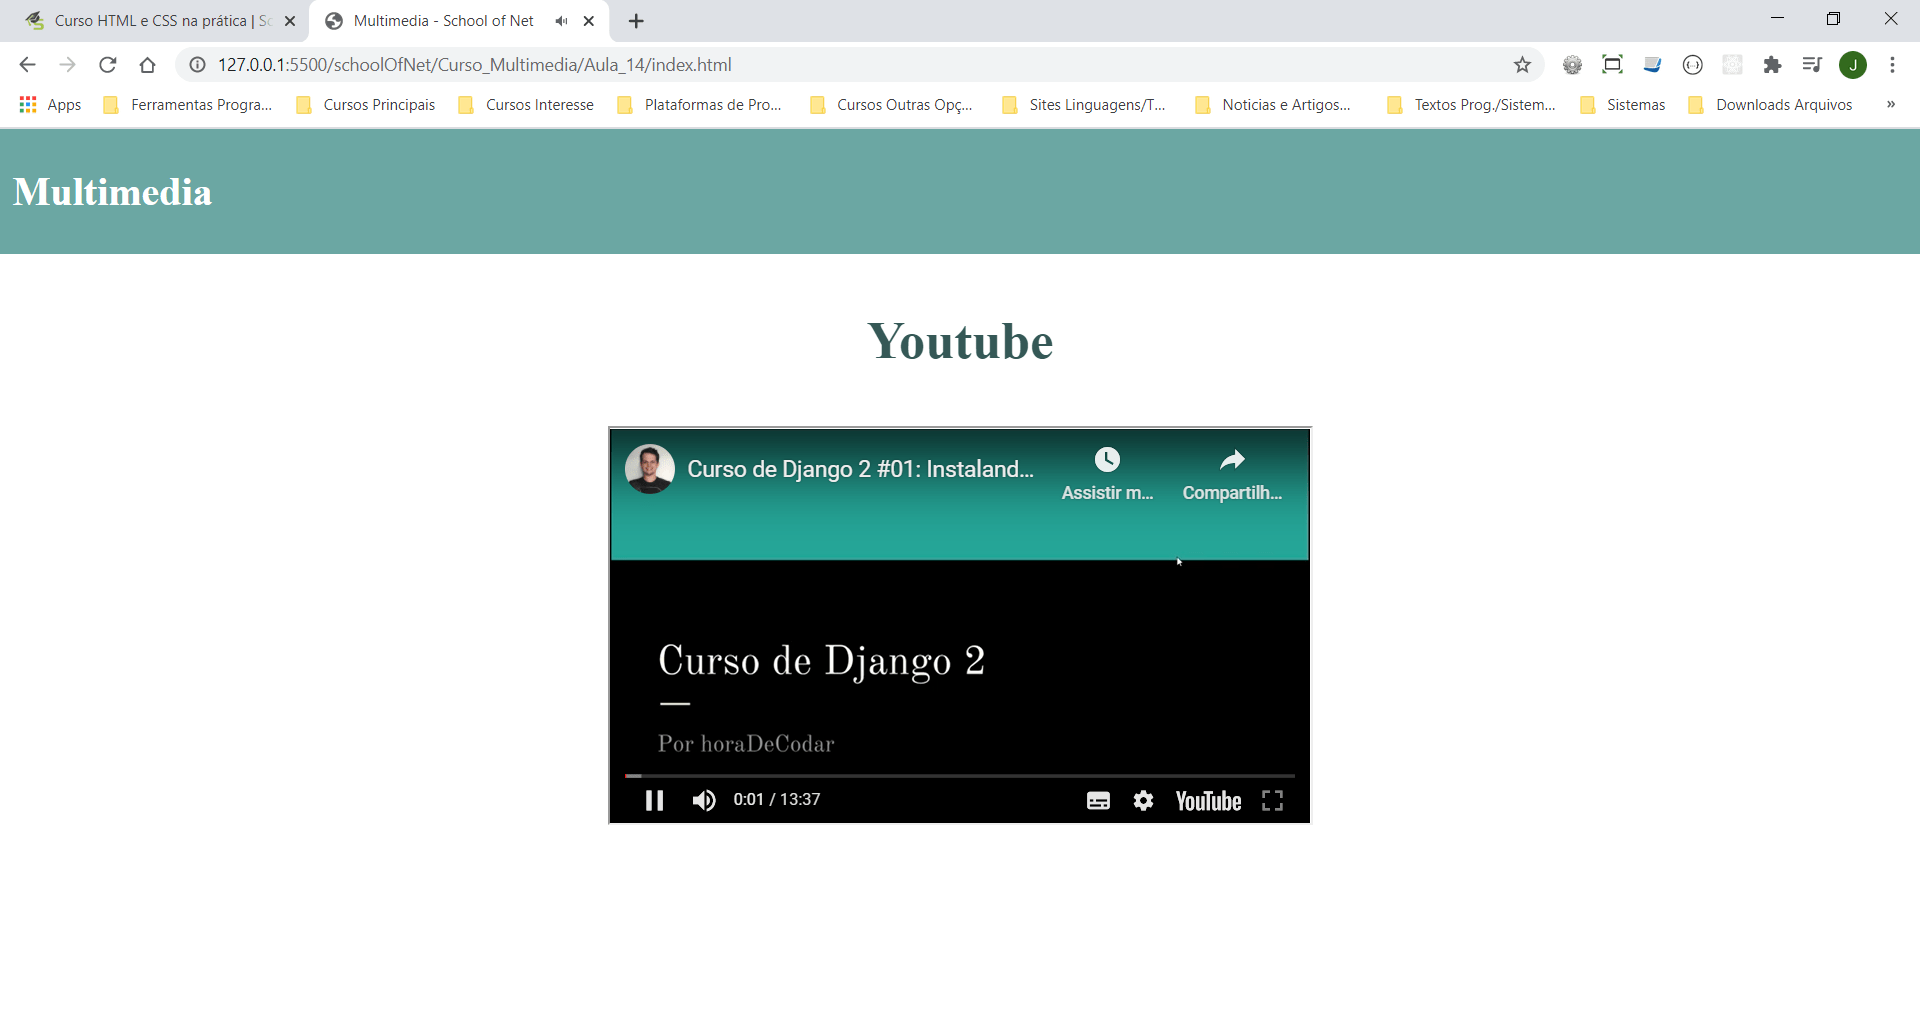 Curso HTML e CSS na prática | Sc
Multimedia - School of Net
127.0.0.1:5500/schoolOfNet/Curso_Multimedia/Aula_14/index.html
J
Apps Ferramentas Progra... Cursos Principais Cursos Interesse Plataformas de Pro... Cursos Outras Opç... Sites Linguagens/T... Noticias e Artigos... Textos Prog./Sistem... Sistemas Downloads Arquivos »
Multimedia
Youtube
Curso de Django 2 #01: Instaland...
Assistir m...
Compartilh...
Curso de Django 2
Por horaDeCodar
0:01 / 13:37
YouTube